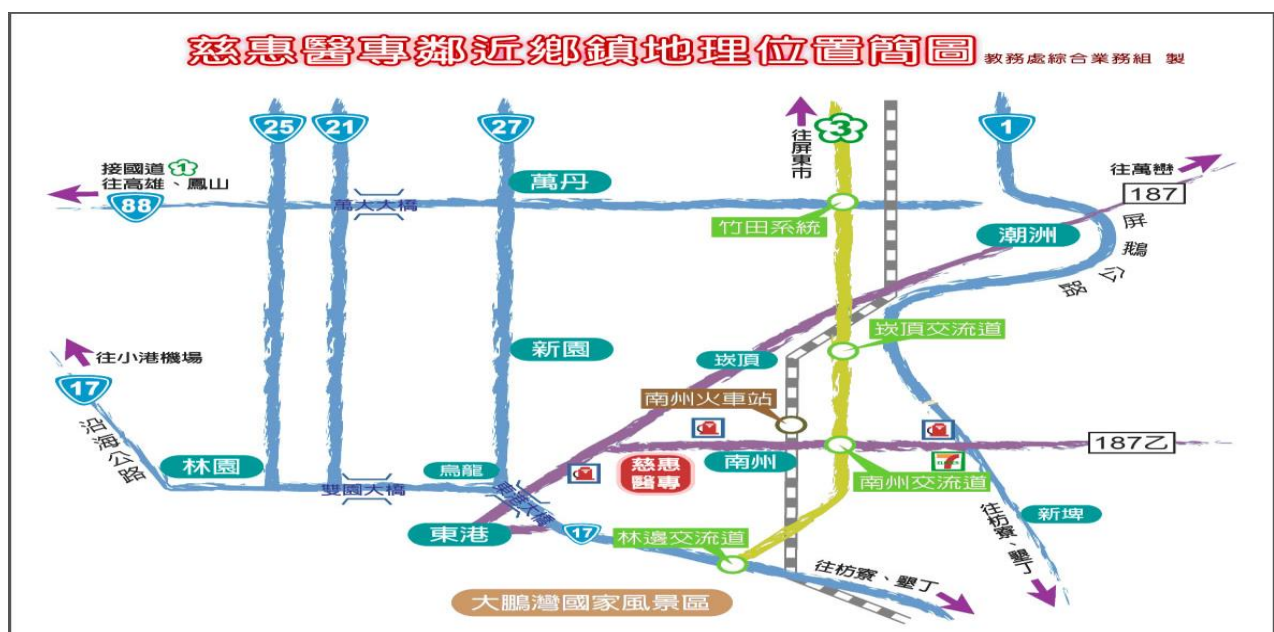 慈惠醫專鄰近鄉鎮地理位置簡圖
教務處綜合業務組 製
25
21
27
往屏東市
3
1
接國道1
往高雄、鳳山
88
萬大大橋
萬丹
竹田系統
往萬巒
187
潮洲
屏鵝公路
往小港機場
17
沿海公路
新園
崁頂
崁頂交流道
南州火車站
187乙
林園
雙園大橋
烏龍
東港大橋
慈惠
醫專
南州
南州交流道
7
東港
17
林邊交流道
新埤
往枋寮、墾丁
往枋寮、墾丁
大鵬灣國家風景區